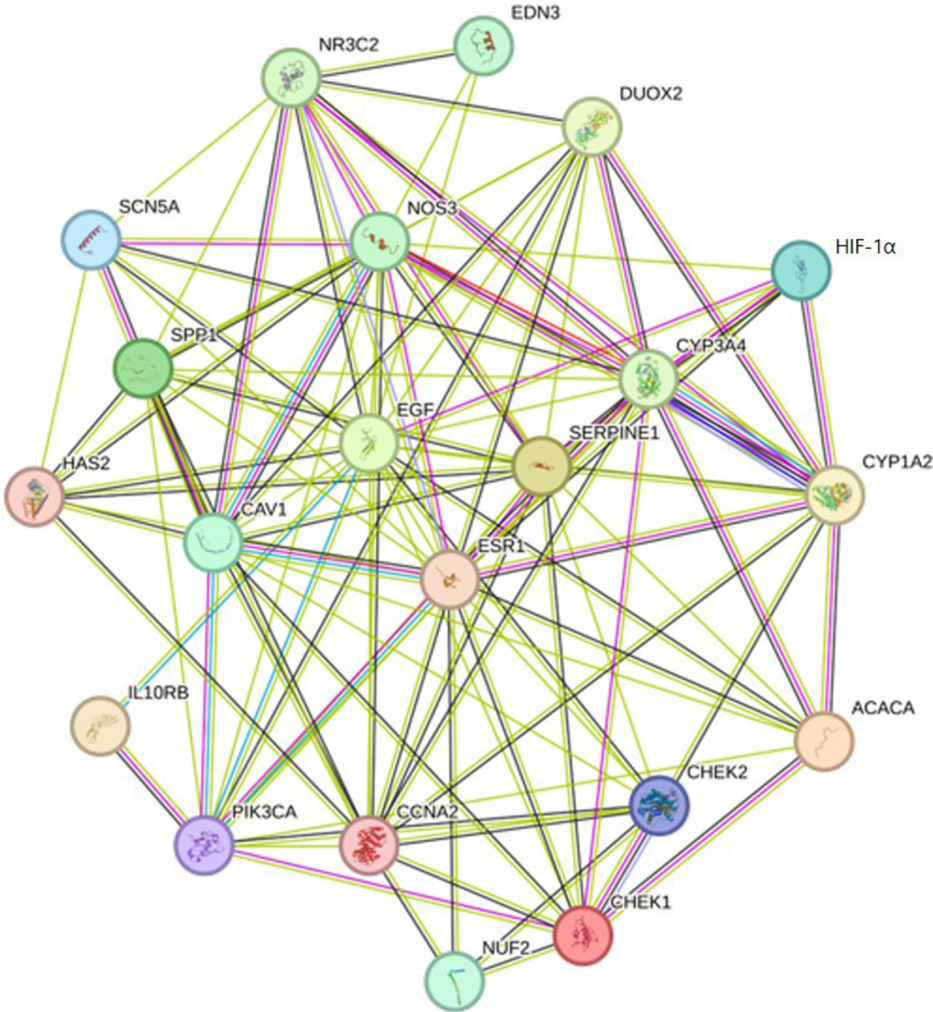 EDN3
NR3C2
DUOX2
SCN5A
NOS3
HIF-1α
SPP1
CYP3A4
EGF
SERPINE1
HAS2
CYP1A2
CAV1
ESR1
IL10RB
ACACA
CHEK2
PIK3CA
CCNA2
CHEK1
NUF2